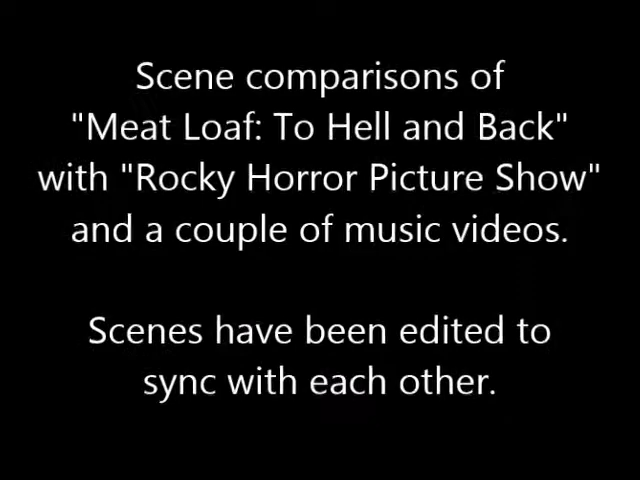 Scene comparisons of
"Meat Loaf: To Hell and Back"
with "Rocky Horror Picture Show"
and a couple of music videos.
Scenes have been edited to
sync with each other.